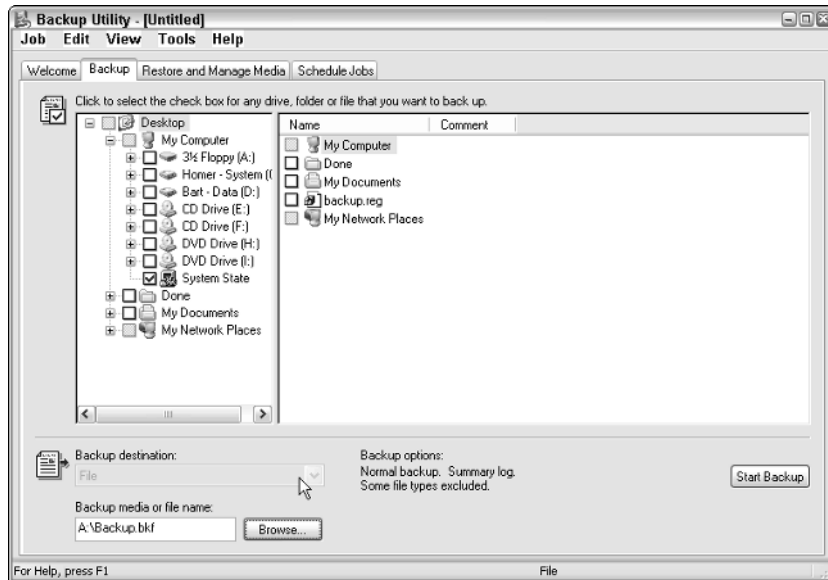 Backup Utility - [Untitled]
Job Edit View Tools Help
Welcome Backup Restore and Manage Media Schedule Jobs
Click to select the check box for any drive, folder or file that you want to back up.
Desktop
My Computer
3½ Floppy (A:)
Homer - System ((
Bart - Data (D:)
CD Drive (E:)
CD Drive (F:)
DVD Drive (H:)
DVD Drive (I:)
System State
Done
My Documents
My Network Places
Name Comment
My Computer
Done
My Documents
backup.reg
My Network Places
Backup destination:
File
Backup media or file name:
A:\Backup.bkf
Browse...
Backup options:
Normal backup. Summary log.
Some file types excluded.
Start Backup
For Help, press F1 File